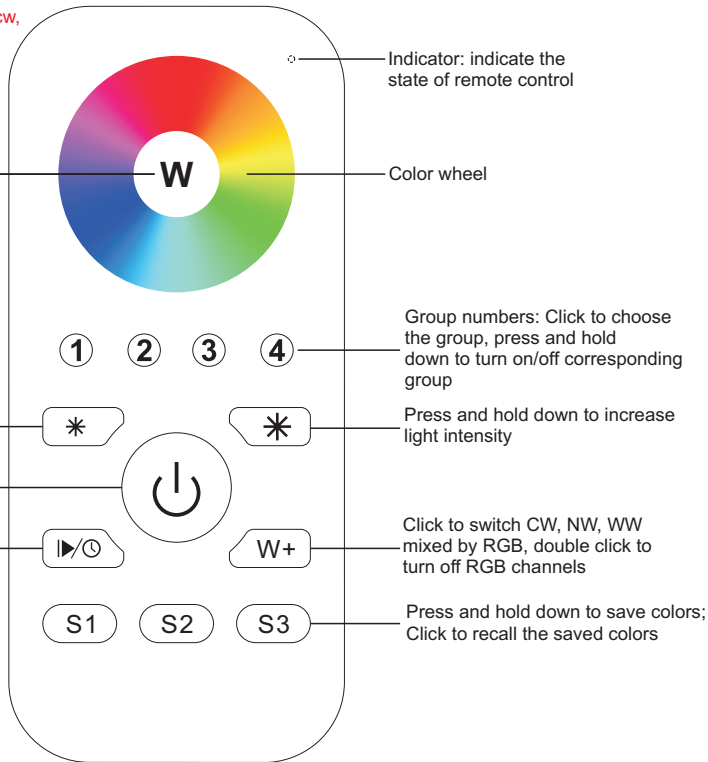 cw,
Indicator: indicate the
state of remote control
W
Color wheel
Group numbers: Click to choose
the group, press and hold
down to turn on/off corresponding
group
1 2 3 4
Press and hold down to increase
light intensity
Click to switch CW, NW, WW
mixed by RGB, double click to
turn off RGB channels
W+
S1 S2 S3
Press and hold down to save colors;
Click to recall the saved colors